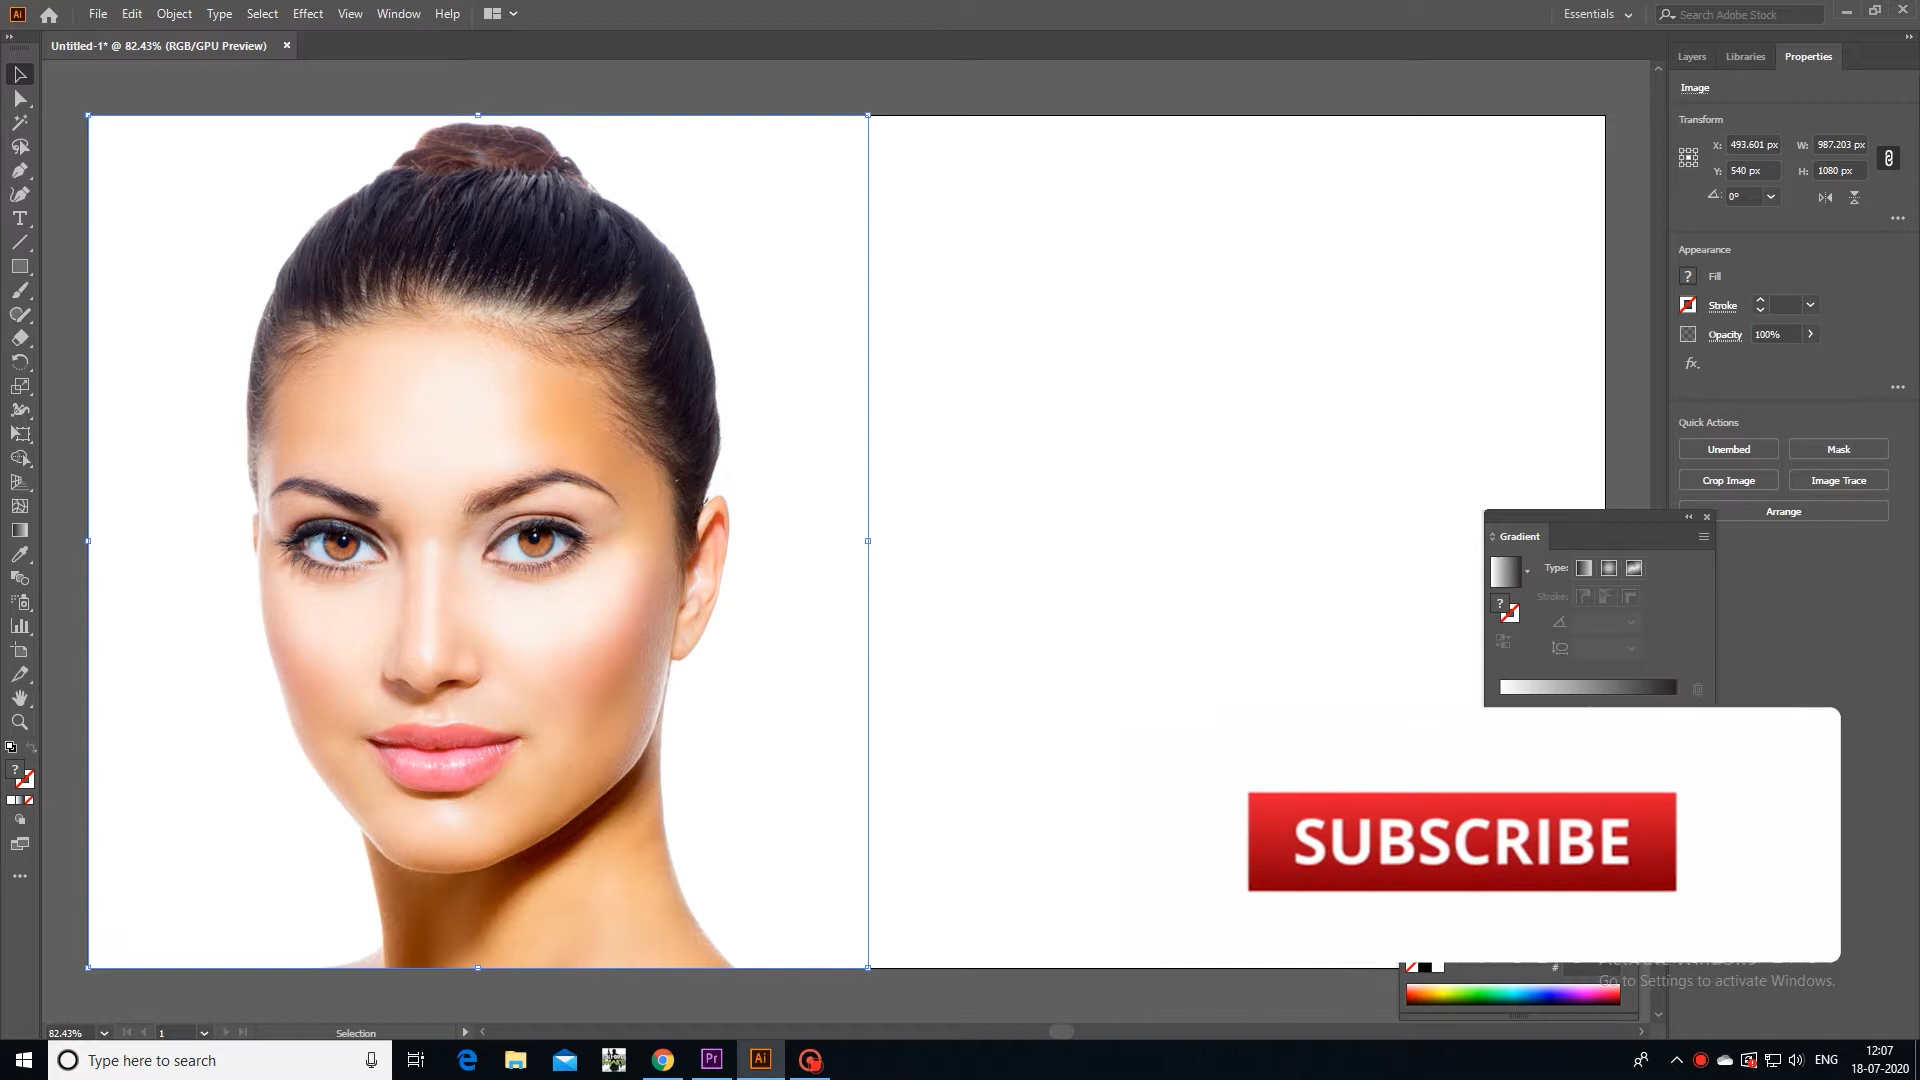 Ai File Edit Object Type Select Effect View Window Help
Essentials
Search Adobe Stock
Untitled-1* @ 82.43% (RGB/GPU Preview) ×
Layers Libraries Properties
Image
Transform
X: 493.601 px W: 987.203 px
Y: 540 px H: 1080 px
0°
Appearance
? Fill
Stroke
Opacity 100%
fx.
Quick Actions
Unembed Mask
Crop Image Image Trace
Arrange
Gradient
Type:
Stroke:
?
SUBSCRIBE
#
Activate Windows
Go to Settings to activate Windows.
?
82.43% 1 Selection
Type here to search
Pr
Ai
ENG
12:07
18-07-2020